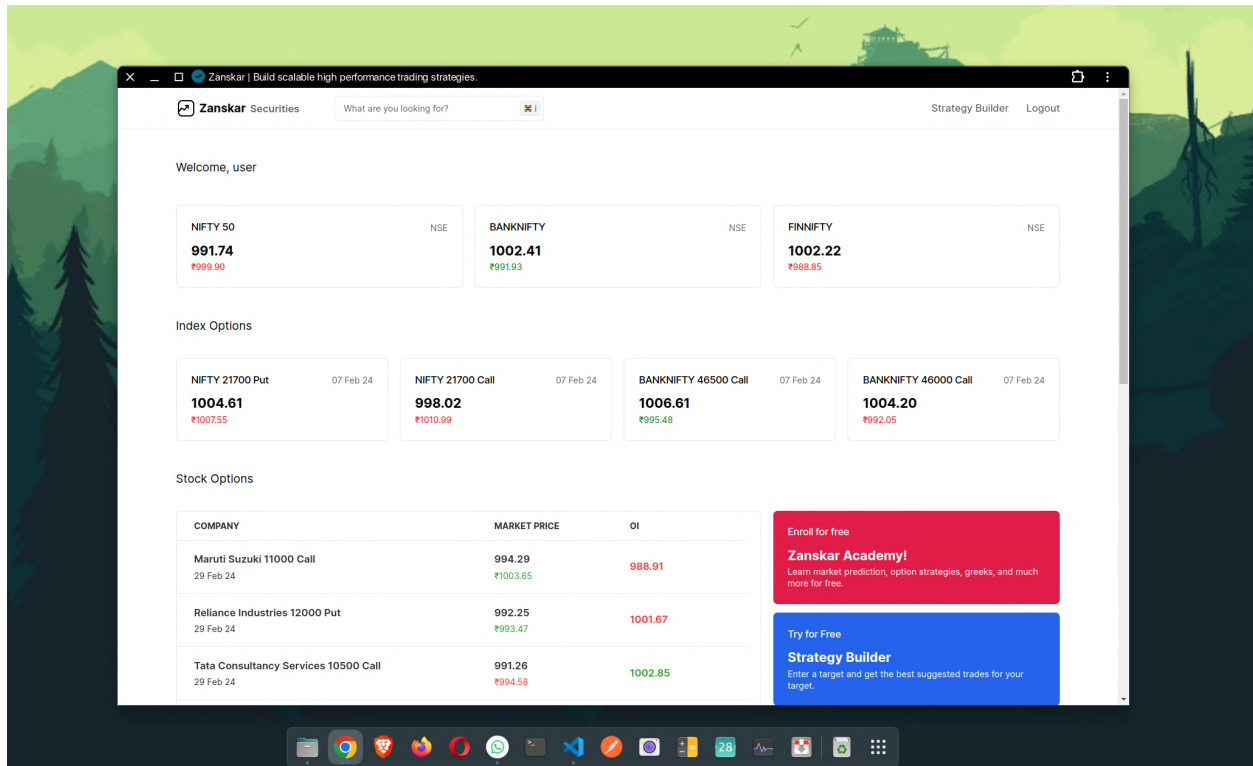 Zanskar | Build scalable high performance trading strategies.
Zanskar Securities
What are you looking for?
⌘ i
Strategy Builder
Logout
Welcome, user
NIFTY 50
NSE
991.74
₹999.90
BANKNIFTY
NSE
1002.41
₹991.93
FINNIFTY
NSE
1002.22
₹988.85
Index Options
NIFTY 21700 Put
07 Feb 24
1004.61
₹1007.55
NIFTY 21700 Call
07 Feb 24
998.02
₹1010.99
BANKNIFTY 46500 Call
07 Feb 24
1006.61
₹995.48
BANKNIFTY 46000 Call
07 Feb 24
1004.20
₹992.05
Stock Options
COMPANY MARKET PRICE OI
Maruti Suzuki 11000 Call 994.29
988.91
29 Feb 24 ₹1003.65
Reliance Industries 12000 Put 992.25
1001.67
29 Feb 24 ₹993.47
Tata Consultancy Services 10500 Call 991.26
1002.85
29 Feb 24 ₹994.58
Enroll for free
Zanskar Academy!
Learn market prediction, option strategies, greeks, and much
more for free.
Try for Free
Strategy Builder
Enter a target and get the best suggested trades for your
target.
28